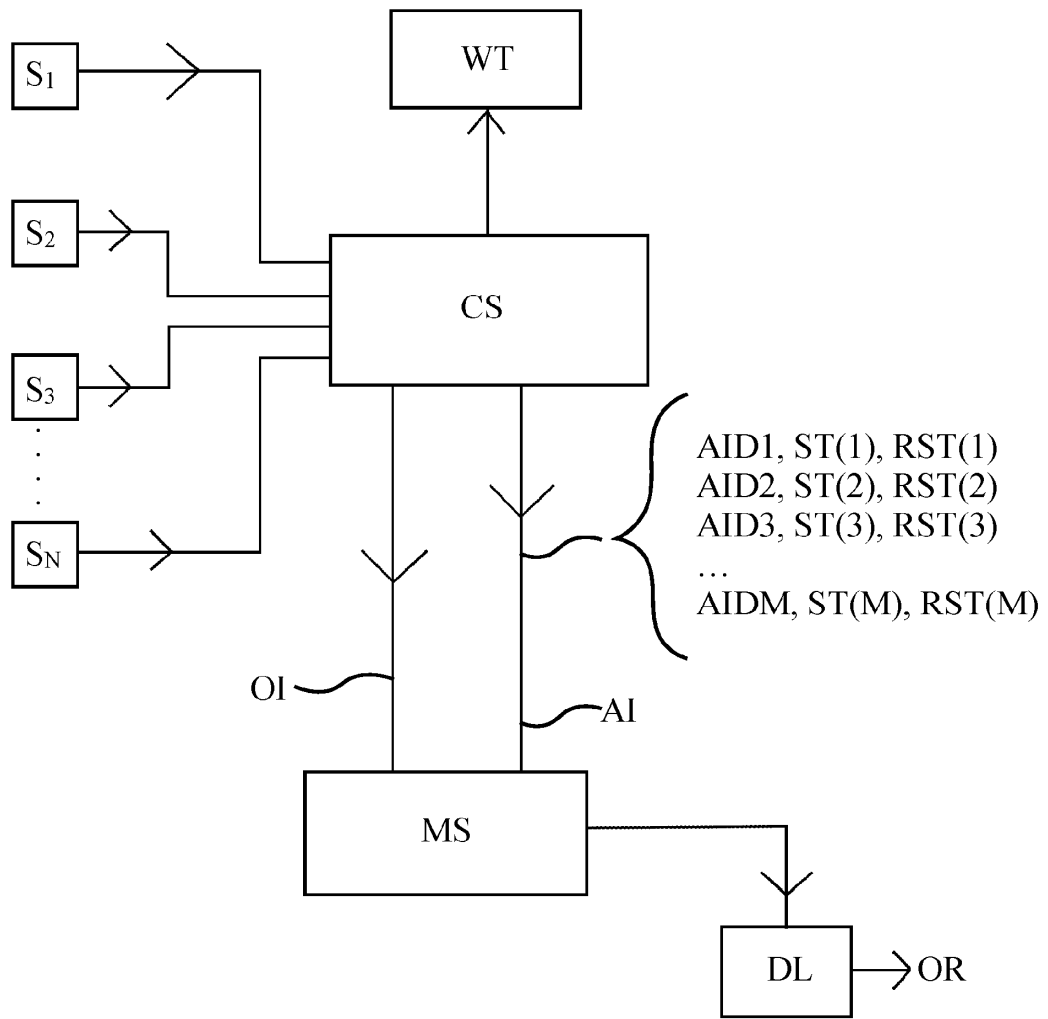 S1
WT
S2
CS
S3
AID1, ST(1), RST(1)
AID2, ST(2), RST(2)
AID3, ST(3), RST(3)
...
AIDM, ST(M), RST(M)
SN
OI
AI
MS
DL
OR